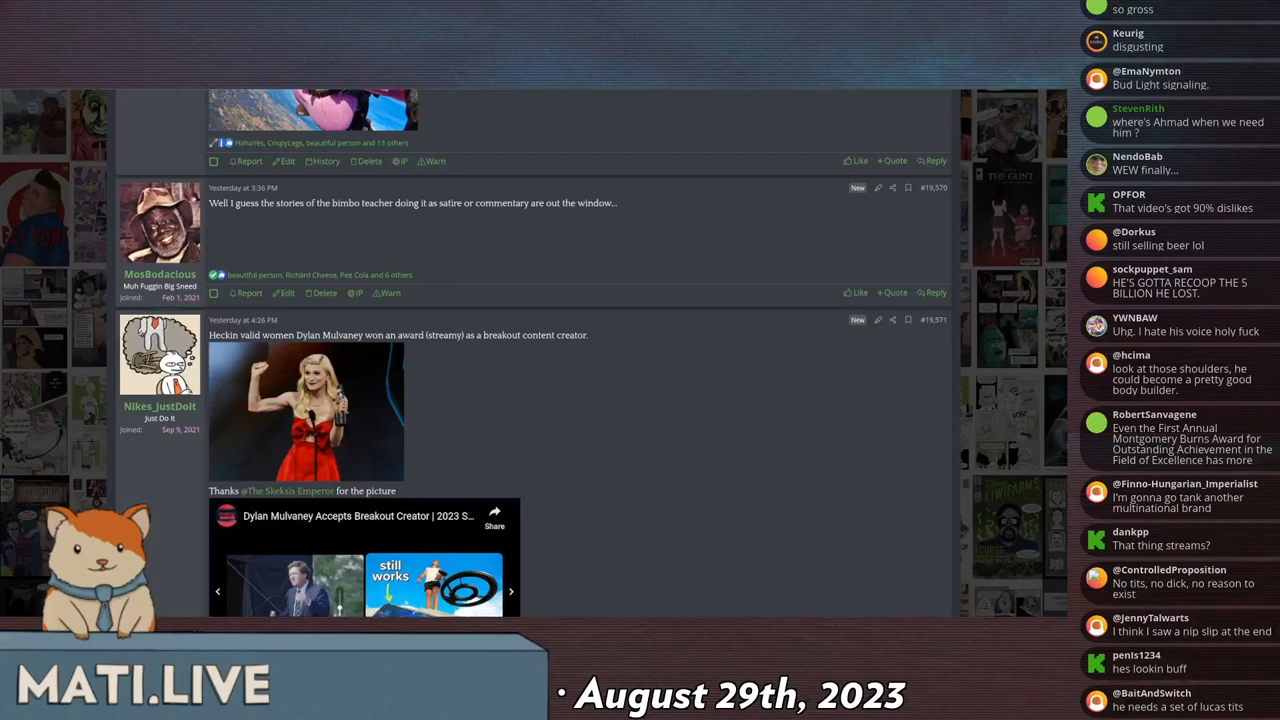 HahaYes, CrispyLegs, beautiful person and 13 others
Report Edit History Delete IP Warn
Like + Quote Reply
Yesterday at 3:36 PM
New #19,570
Well I guess the stories of the bimbo teacher doing it as satire or commentary are out the window...
MosBodacious
Muh Fuggin Big Sneed
Joined: Feb 1, 2021
beautiful person, Richard Cheese, Pee Cola and 6 others
Report Edit Delete IP Warn
Like + Quote Reply
Yesterday at 4:26 PM
New #19,571
Heckin valid women Dylan Mulvaney won an award (streamy) as a breakout content creator.
Nikes_JustDoIt
Just Do It
Joined: Sep 9, 2021
Thanks @The Skeksis Emperor for the picture
Dylan Mulvaney Accepts Breakout Creator | 2023 S...
Share
still
works
THE GUNT
MATI.LIVE
· August 29th, 2023
so gross
Keurig
disgusting
@EmaNymton
Bud Light signaling.
StevenRith
where's Ahmad when we need
him ?
NendoBab
WEW finally...
OPFOR
That video's got 90% dislikes
@Dorkus
still selling beer lol
sockpuppet_sam
HE'S GOTTA RECOOP THE 5
BILLION HE LOST.
YWNBAW
Uhg. I hate his voice holy fuck
@hcima
look at those shoulders, he
could become a pretty good
body builder.
RobertSanvagene
Even the First Annual
Montgomery Burns Award for
Outstanding Achievement in the
Field of Excellence has more
@Finno-Hungarian_Imperialist
I'm gonna go tank another
multinational brand
dankpp
That thing streams?
@ControlledProposition
No tits, no dick, no reason to
exist
@JennyTalwarts
I think I saw a nip slip at the end
penIs1234
hes lookin buff
@BaitAndSwitch
he needs a set of lucas tits